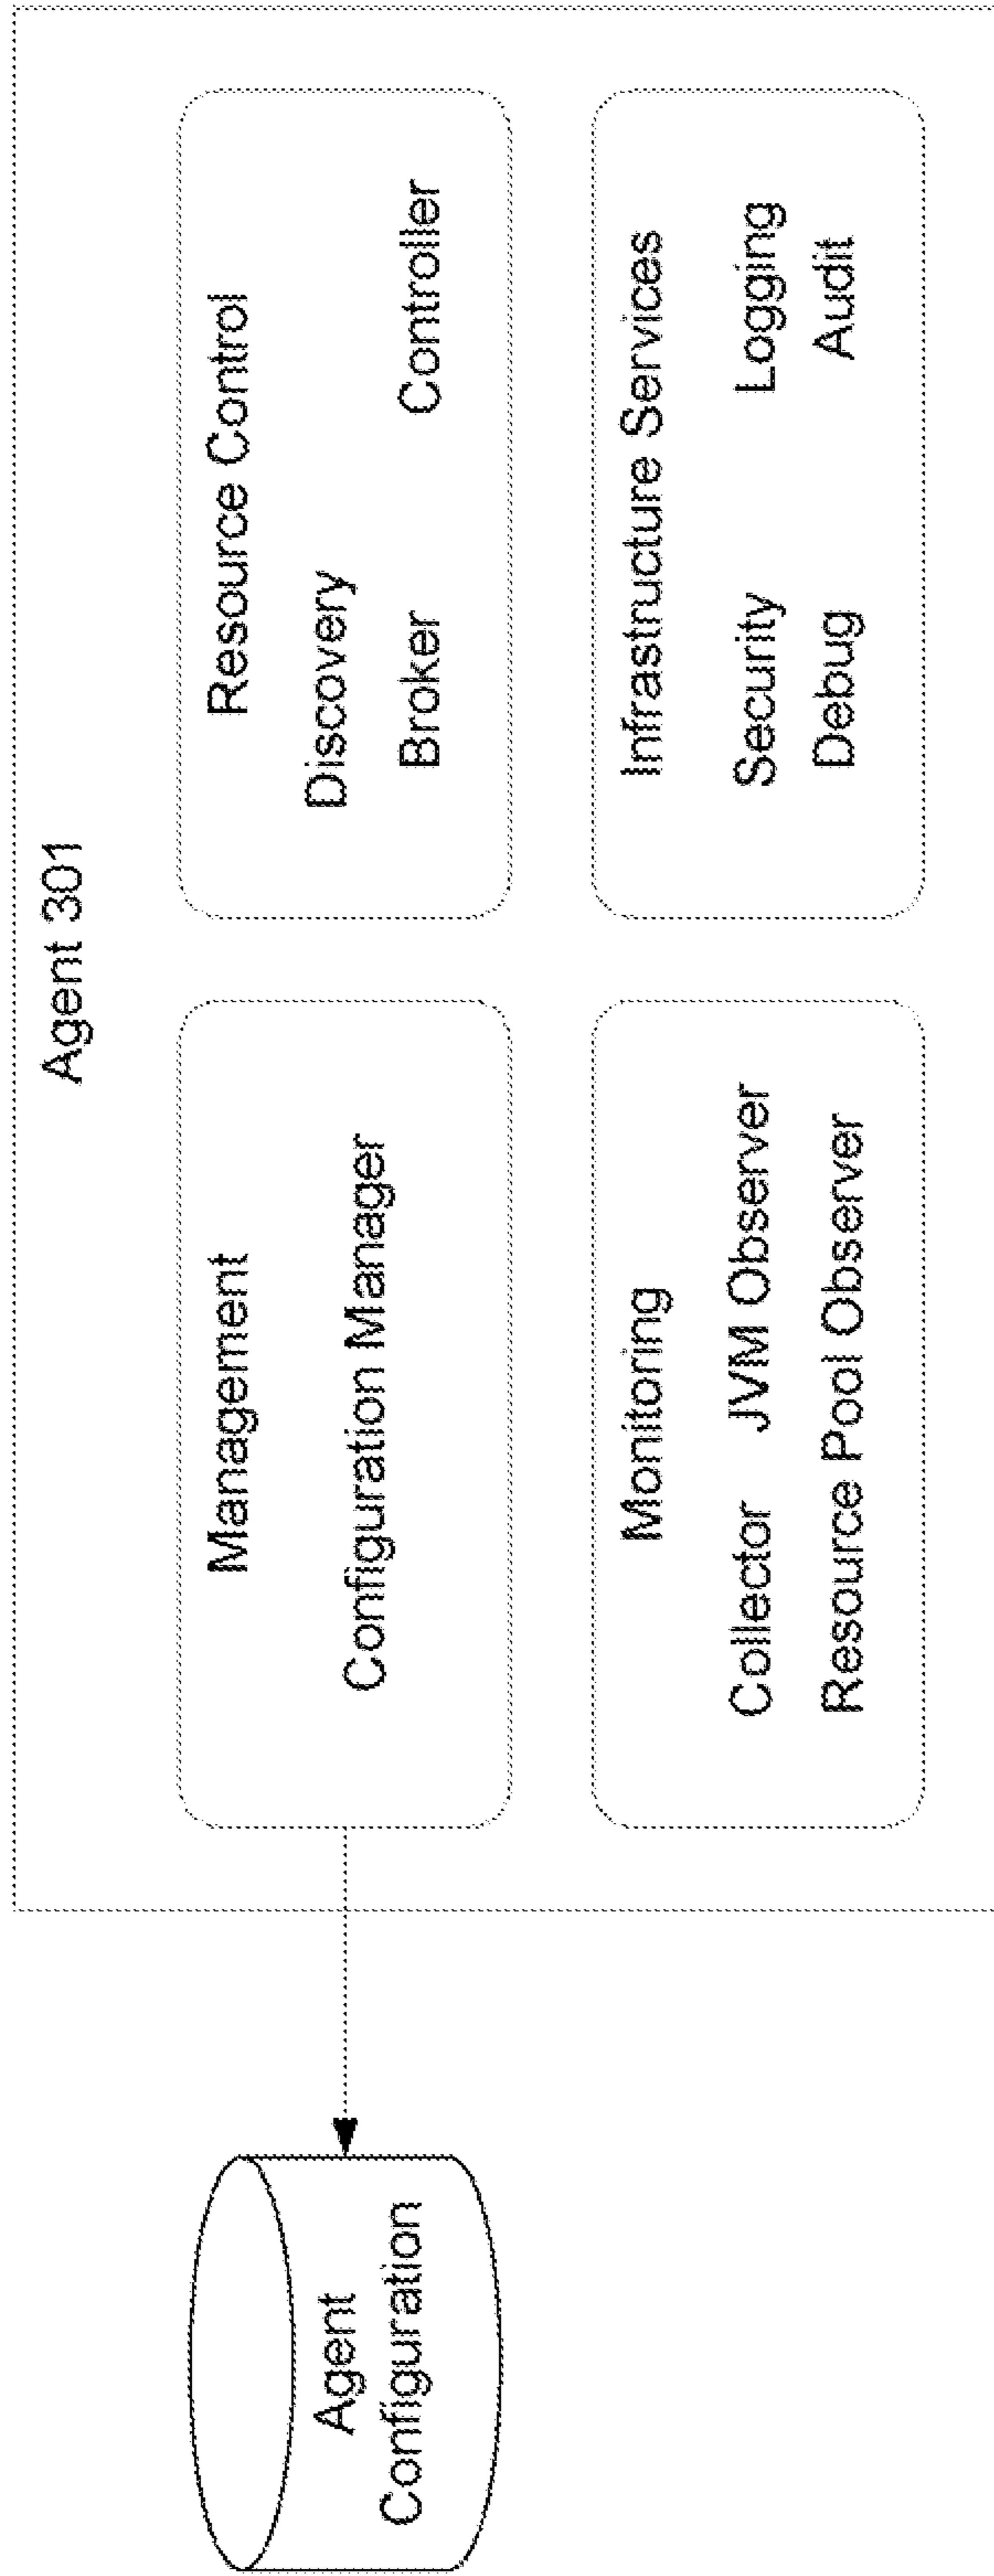 Agent 301
Agent
Configuration
Management
Configuration Manager
Resource Control
Discovery
Broker Controller
Monitoring
Collector JVM Observer
Resource Pool Observer
Infrastructure Services
Security Logging
Debug Audit